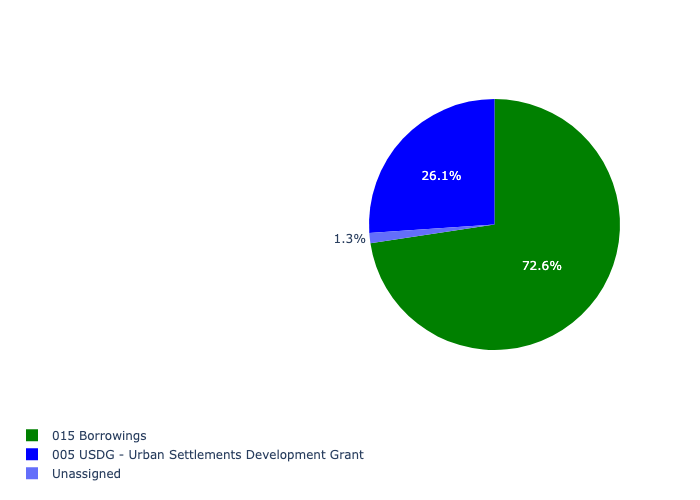 26.1%
1.3%
72.6%
015 Borrowings
005 USDG - Urban Settlements Development Grant
Unassigned